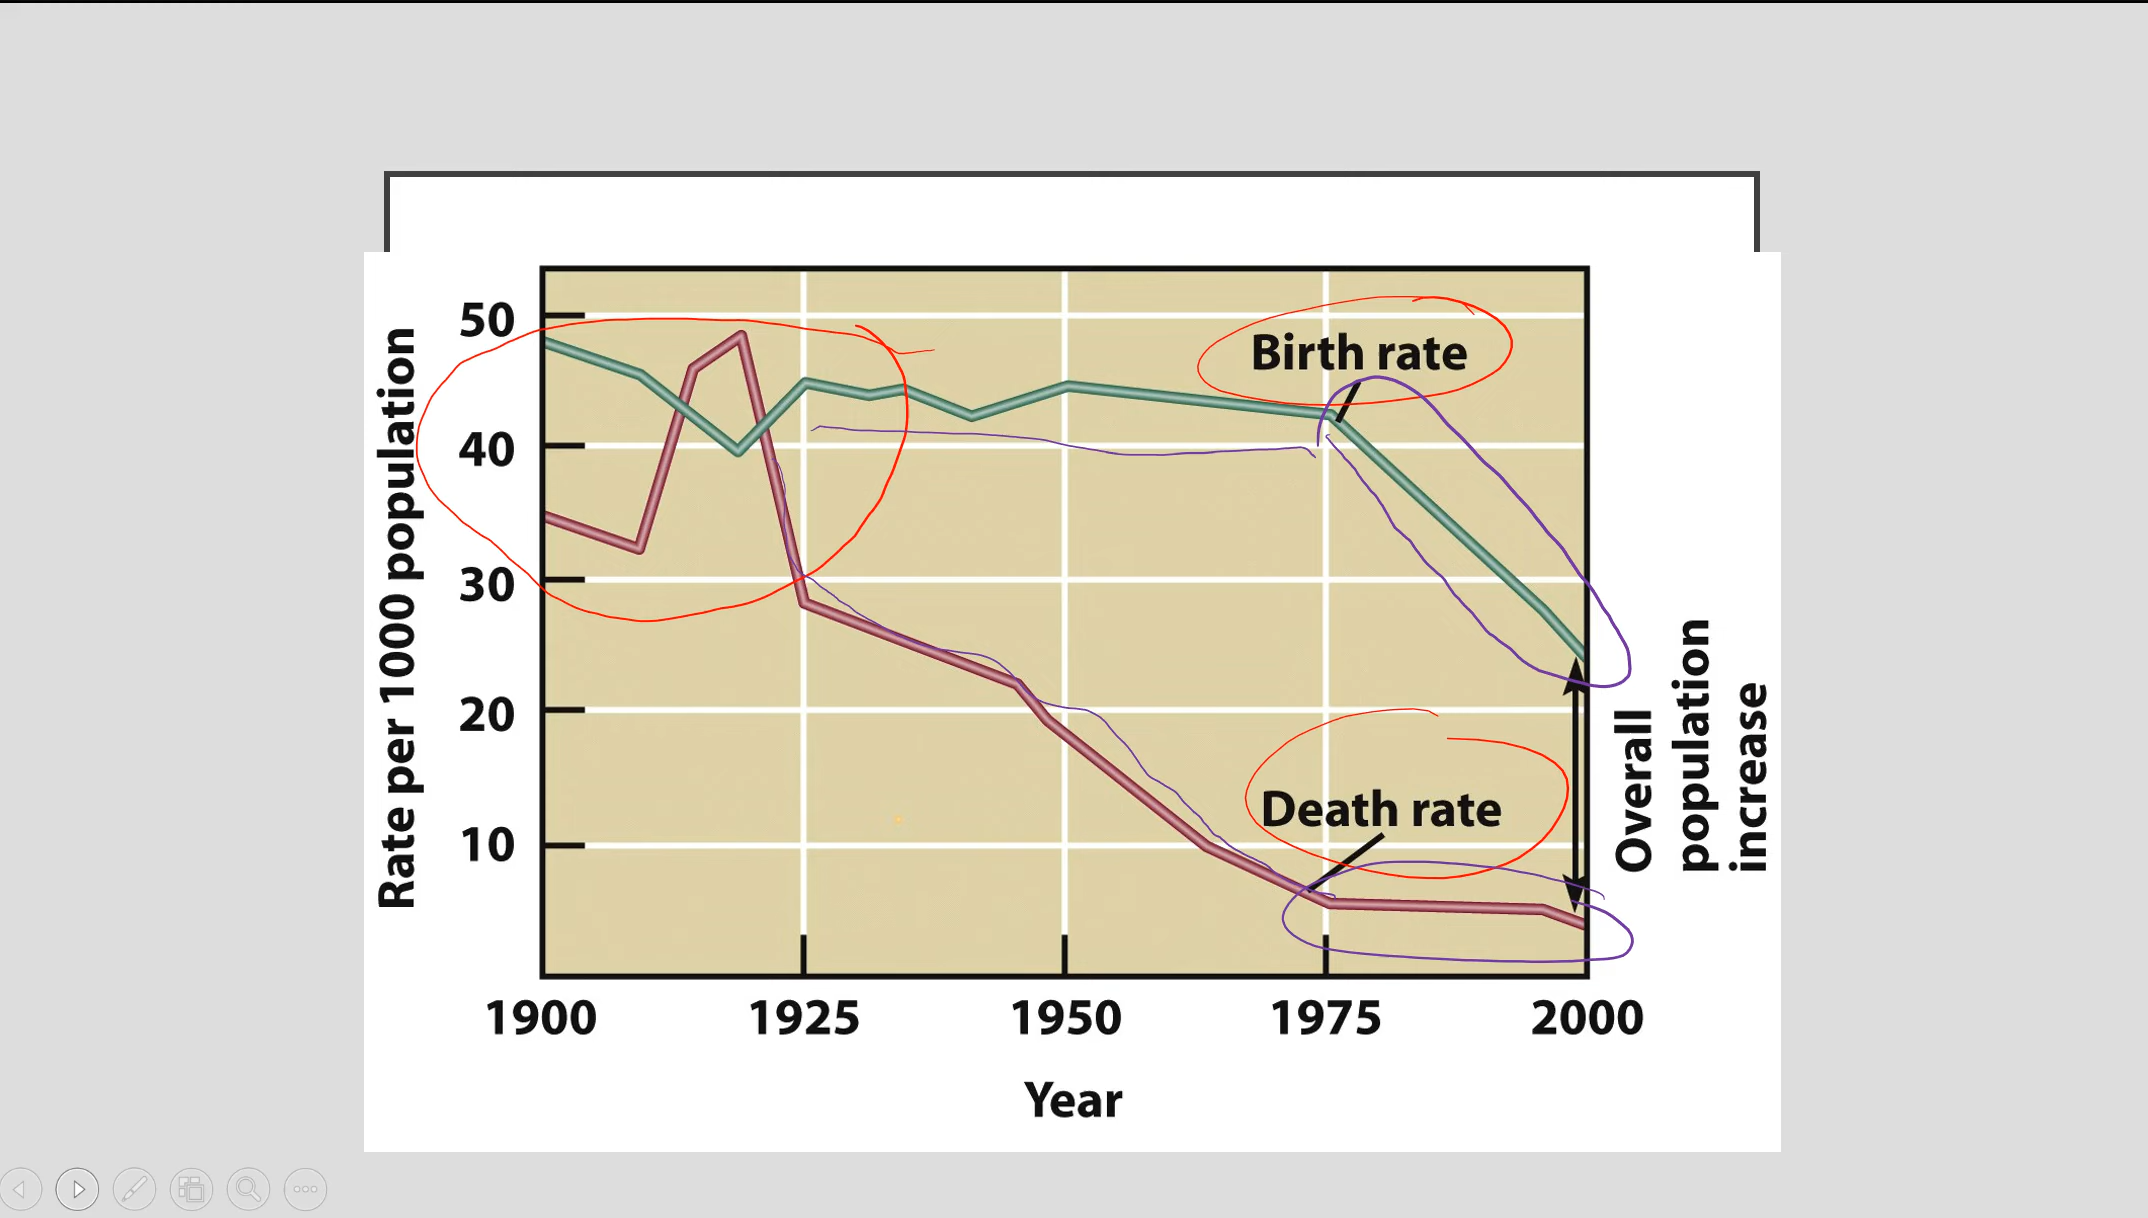 Rate per 1000 population
50
40
30
20
10
Birth rate
Death rate
Overall
population
increase
1900 1925 1950 1975 2000
Year